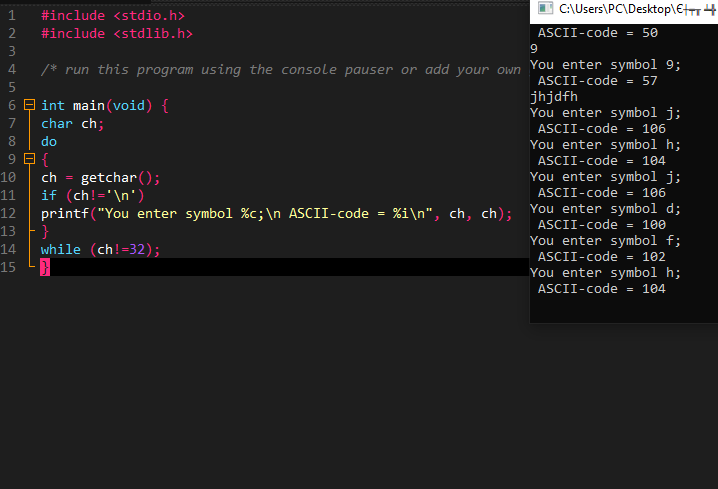 1 #include <stdio.h>
2 #include <stdlib.h>
3
4 /* run this program using the console pauser or add your own
5
6 int main(void) {
7 char ch;
8 do
9 {
10 ch = getchar();
11 if (ch!='\n')
12 printf("You enter symbol %c;\n ASCII-code = %i\n", ch, ch);
13 }
14 while (ch!=32);
15 }
C:\Users\PC\Desktop\
ASCII-code = 50
9
You enter symbol 9;
ASCII-code = 57
jhjdfh
You enter symbol j;
ASCII-code = 106
You enter symbol h;
ASCII-code = 104
You enter symbol j;
ASCII-code = 106
You enter symbol d;
ASCII-code = 100
You enter symbol f;
ASCII-code = 102
You enter symbol h;
ASCII-code = 104